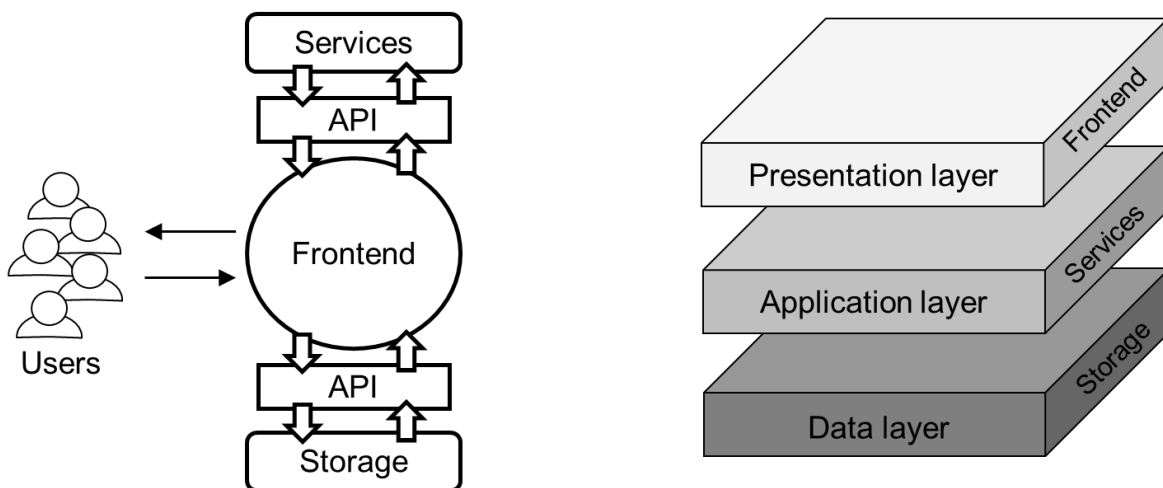 Services
API
Frontend
Users
API
Storage
Frontend
Presentation layer
Services
Application layer
Storage
Data layer